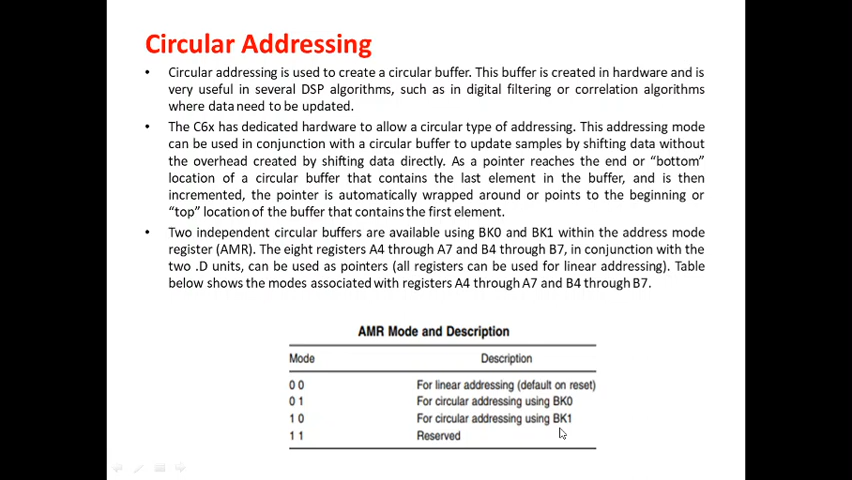 Circular Addressing
• Circular addressing is used to create a circular buffer. This buffer is created in hardware and is
very useful in several DSP algorithms, such as in digital filtering or correlation algorithms
where data need to be updated.
• The C6x has dedicated hardware to allow a circular type of addressing. This addressing mode
can be used in conjunction with a circular buffer to update samples by shifting data without
the overhead created by shifting data directly. As a pointer reaches the end or “bottom”
location of a circular buffer that contains the last element in the buffer, and is then
incremented, the pointer is automatically wrapped around or points to the beginning or
“top” location of the buffer that contains the first element.
• Two independent circular buffers are available using BK0 and BK1 within the address mode
register (AMR). The eight registers A4 through A7 and B4 through B7, in conjunction with the
two .D units, can be used as pointers (all registers can be used for linear addressing). Table
below shows the modes associated with registers A4 through A7 and B4 through B7.
AMR Mode and Description
Mode Description
0 0 For linear addressing (default on reset)
0 1 For circular addressing using BK0
1 0 For circular addressing using BK1
1 1 Reserved